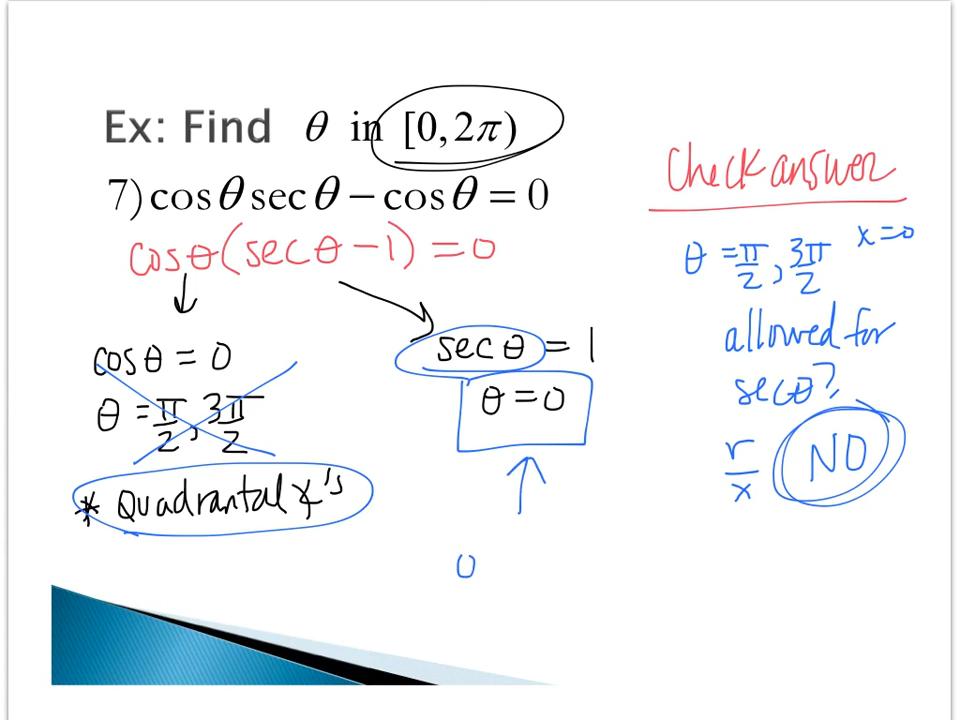 Ex: Find θ in [0,2π)
7) cosθ secθ − cosθ = 0
cosθ(secθ − 1) = 0
cosθ = 0
θ = π/2, 3π/2
* Quadrantal ∡'s
secθ = 1
θ = 0
0
Check answer
θ = π/2, 3π/2 x=0
allowed for
secθ?
r/x NO